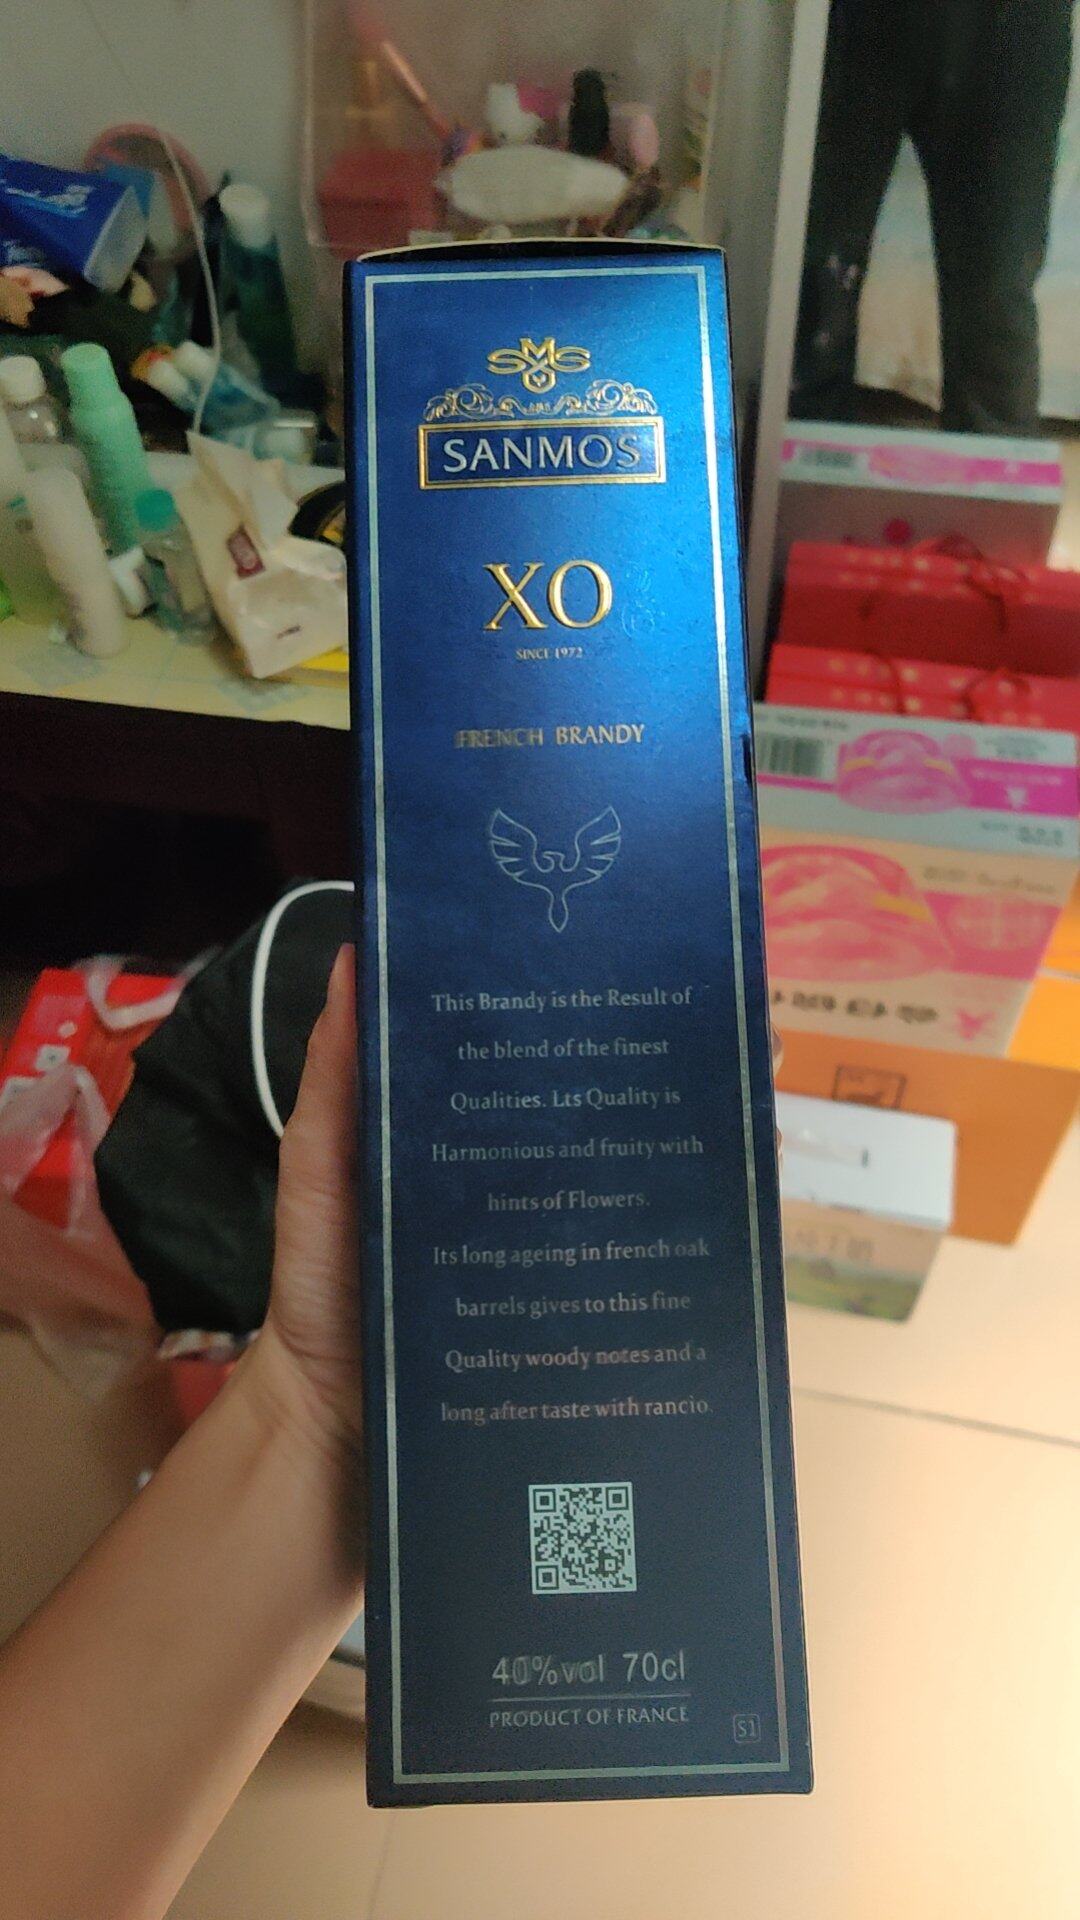 SANMOS
XO
SINCE 1972
FRENCH BRANDY
This Brandy is the Result of
the blend of the finest
Qualities. Lts Quality is
Harmonious and fruity with
hints of Flowers.
Its long ageing in french oak
barrels gives to this fine
Quality woody notes and a
long after taste with rancio.
40%vol 70cl
PRODUCT OF FRANCE
S1